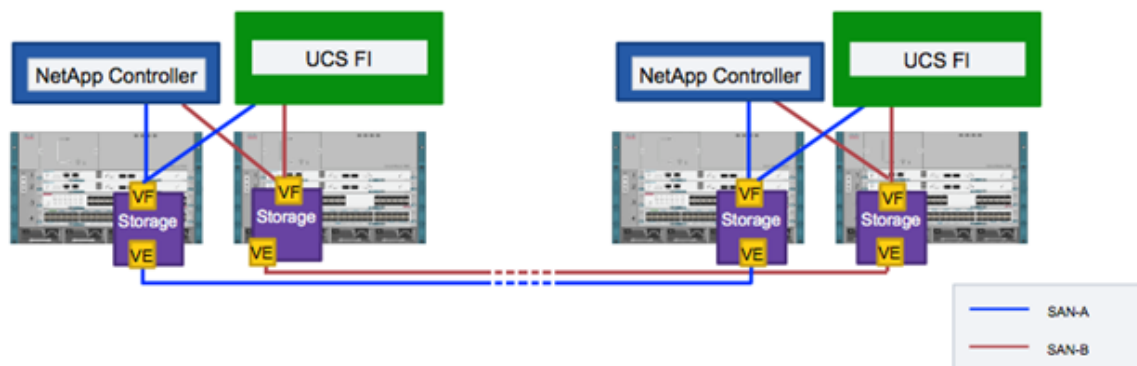 UCS FI
UCS FI
NetApp Controller
NetApp Controller
VF
VF
VF
VF
Storage
Storage
Storage
Storage
VE
VE
VE
VE
SAN-A
SAN-B